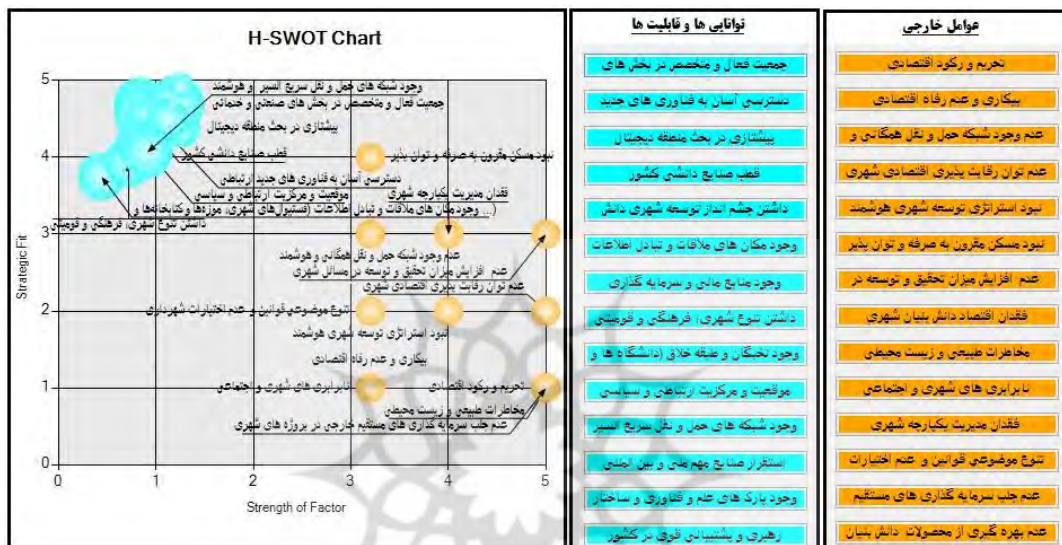 H-SWOT Chart
5
وجود شبکه های حمل و نقل سریع السیر و هوشمند
جمعیت فعال و متخصص در بخش های صنعتی و خدماتی
پیشتازی در بحث منطقه دیجیتال
4
قطب صنایع دانشی کشور
نبود مسکن مقرون به صرفه و توان پذیر
دسترسی آسان به فناوری های جدید ارتباطی
موقعیت و مرکزیت ارتباطی و سیاسی
فقدان مدیریت یکپارچه شهری
وجود مکان های ملاقات و تبادل اطلاعات (فستیوال های شهری، موزه‌ها و کتابخانه‌ها و ...)
داشتن تنوع شهری، فرهنگی و قومیتی
3
عدم وجود شبکه حمل و نقل همگانی و هوشمند
عدم افزایش میزان تحقیق و توسعه در مسائل شهری
عدم توان رقابت پذیری اقتصادی شهری
2
تنوع موضوعی قوانین و عدم اختیارات شهرداری
نبود استراتژی توسعه شهری هوشمند
بیکاری و عدم رفاه اقتصادی
1
نابرابری های شهری و اجتماعی
تحریم و رکود اقتصادی
مخاطرات طبیعی و زیست محیطی
عدم جلب سرمایه گذاری های مستقیم خارجی در پروژه های شهری
0
0 1 2 3 4 5
Strategic Fit
Strength of Factor
توانایی ها و قابلیت ها
جمعیت فعال و متخصص در بخش های
دسترسی آسان به فناوری های جدید
پیشتازی در بحث منطقه دیجیتال
قطب صنایع دانشی کشور
داشتن چشم انداز توسعه شهری دانش
وجود مکان های ملاقات و تبادل اطلاعات
وجود منابع مالی و سرمایه گذاری
داشتن تنوع شهری، فرهنگی و قومیتی
وجود نخبگان و طبقه خلاق (دانشگاه ها و
موقعیت و مرکزیت ارتباطی و سیاسی
وجود شبکه های حمل و نقل سریع السیر
استقرار صنایع مهم ملی و بین المللی
وجود پارک های علم و فناوری و ساختار
رهبری و پشتیبانی قوی در کشور
عوامل خارجی
تحریم و رکود اقتصادی
بیکاری و عدم رفاه اقتصادی
عدم وجود شبکه حمل و نقل همگانی و
عدم توان رقابت پذیری اقتصادی شهری
نبود استراتژی توسعه شهری هوشمند
نبود مسکن مقرون به صرفه و توان پذیر
عدم افزایش میزان تحقیق و توسعه در
فقدان اقتصاد دانش بنیان شهری
مخاطرات طبیعی و زیست محیطی
نابرابری های شهری و اجتماعی
فقدان مدیریت یکپارچه شهری
تنوع موضوعی قوانین و عدم اختیارات
عدم جلب سرمایه گذاری های مستقیم
عدم بهره گیری از محصولات دانش بنیان